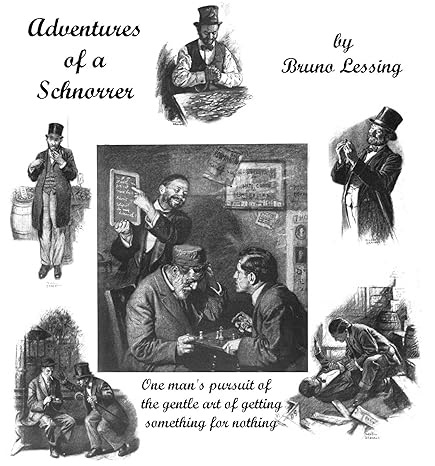 Adventures
of a
Schnorrer
by
Bruno Lessing
One man's pursuit of
the gentle art of getting
something for nothing